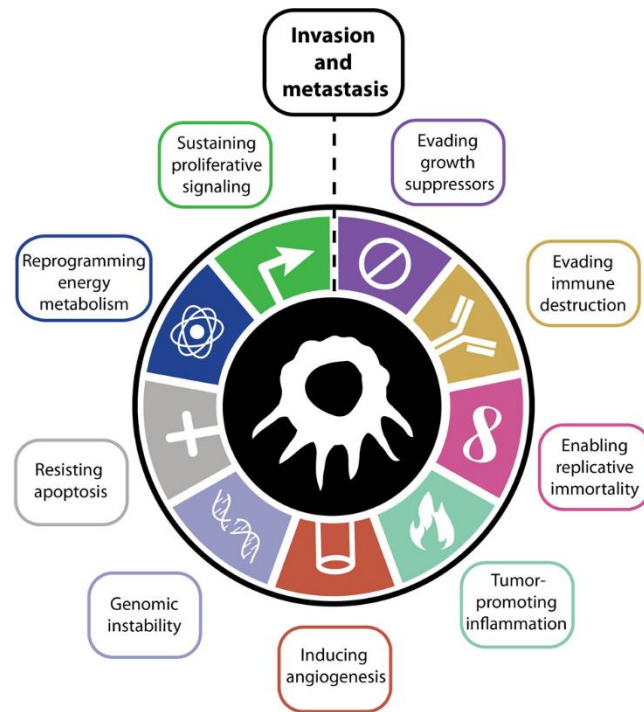 Invasion
and
metastasis
Sustaining
proliferative
signaling
Evading
growth
suppressors
Reprogramming
energy
metabolism
Evading
immune
destruction
Resisting
apoptosis
Enabling
replicative
immortality
Genomic
instability
Tumor-
promoting
inflammation
Inducing
angiogenesis